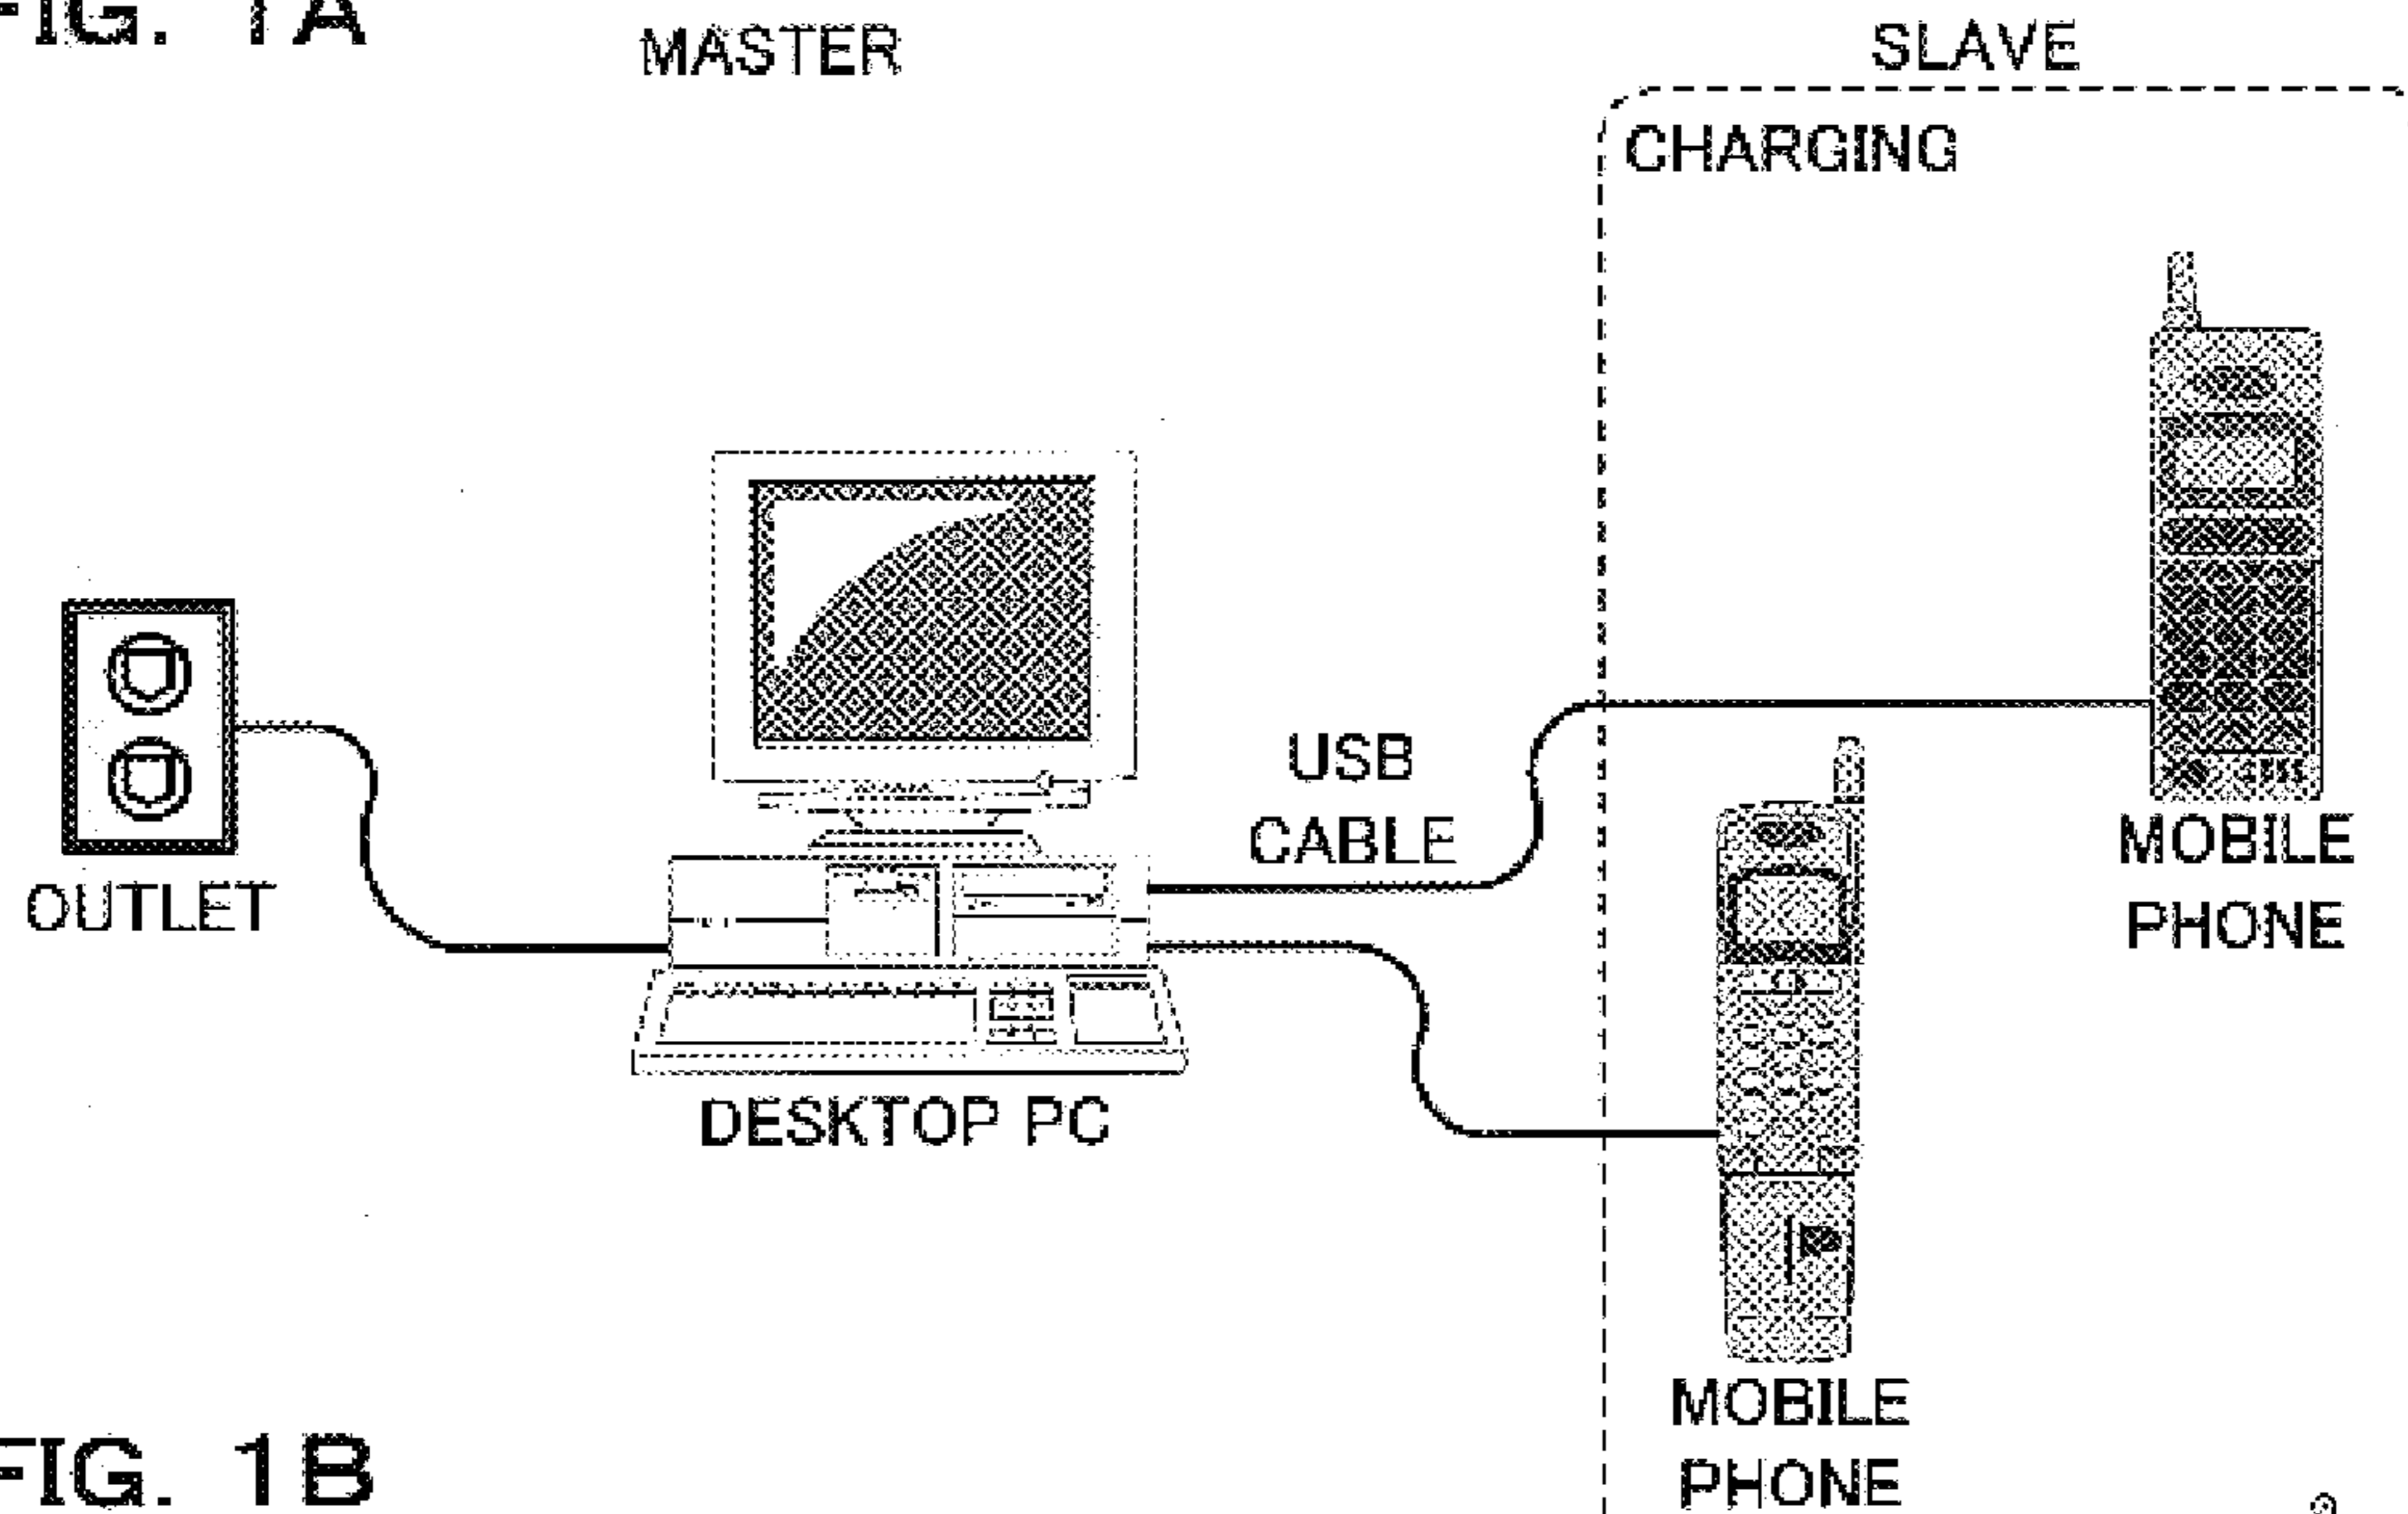 FIG. 1A
MASTER
SLAVE
CHARGING
USB
CABLE
MOBILE
PHONE
OUTLET
DESKTOP PC
MOBILE
PHONE
FIG. 1B